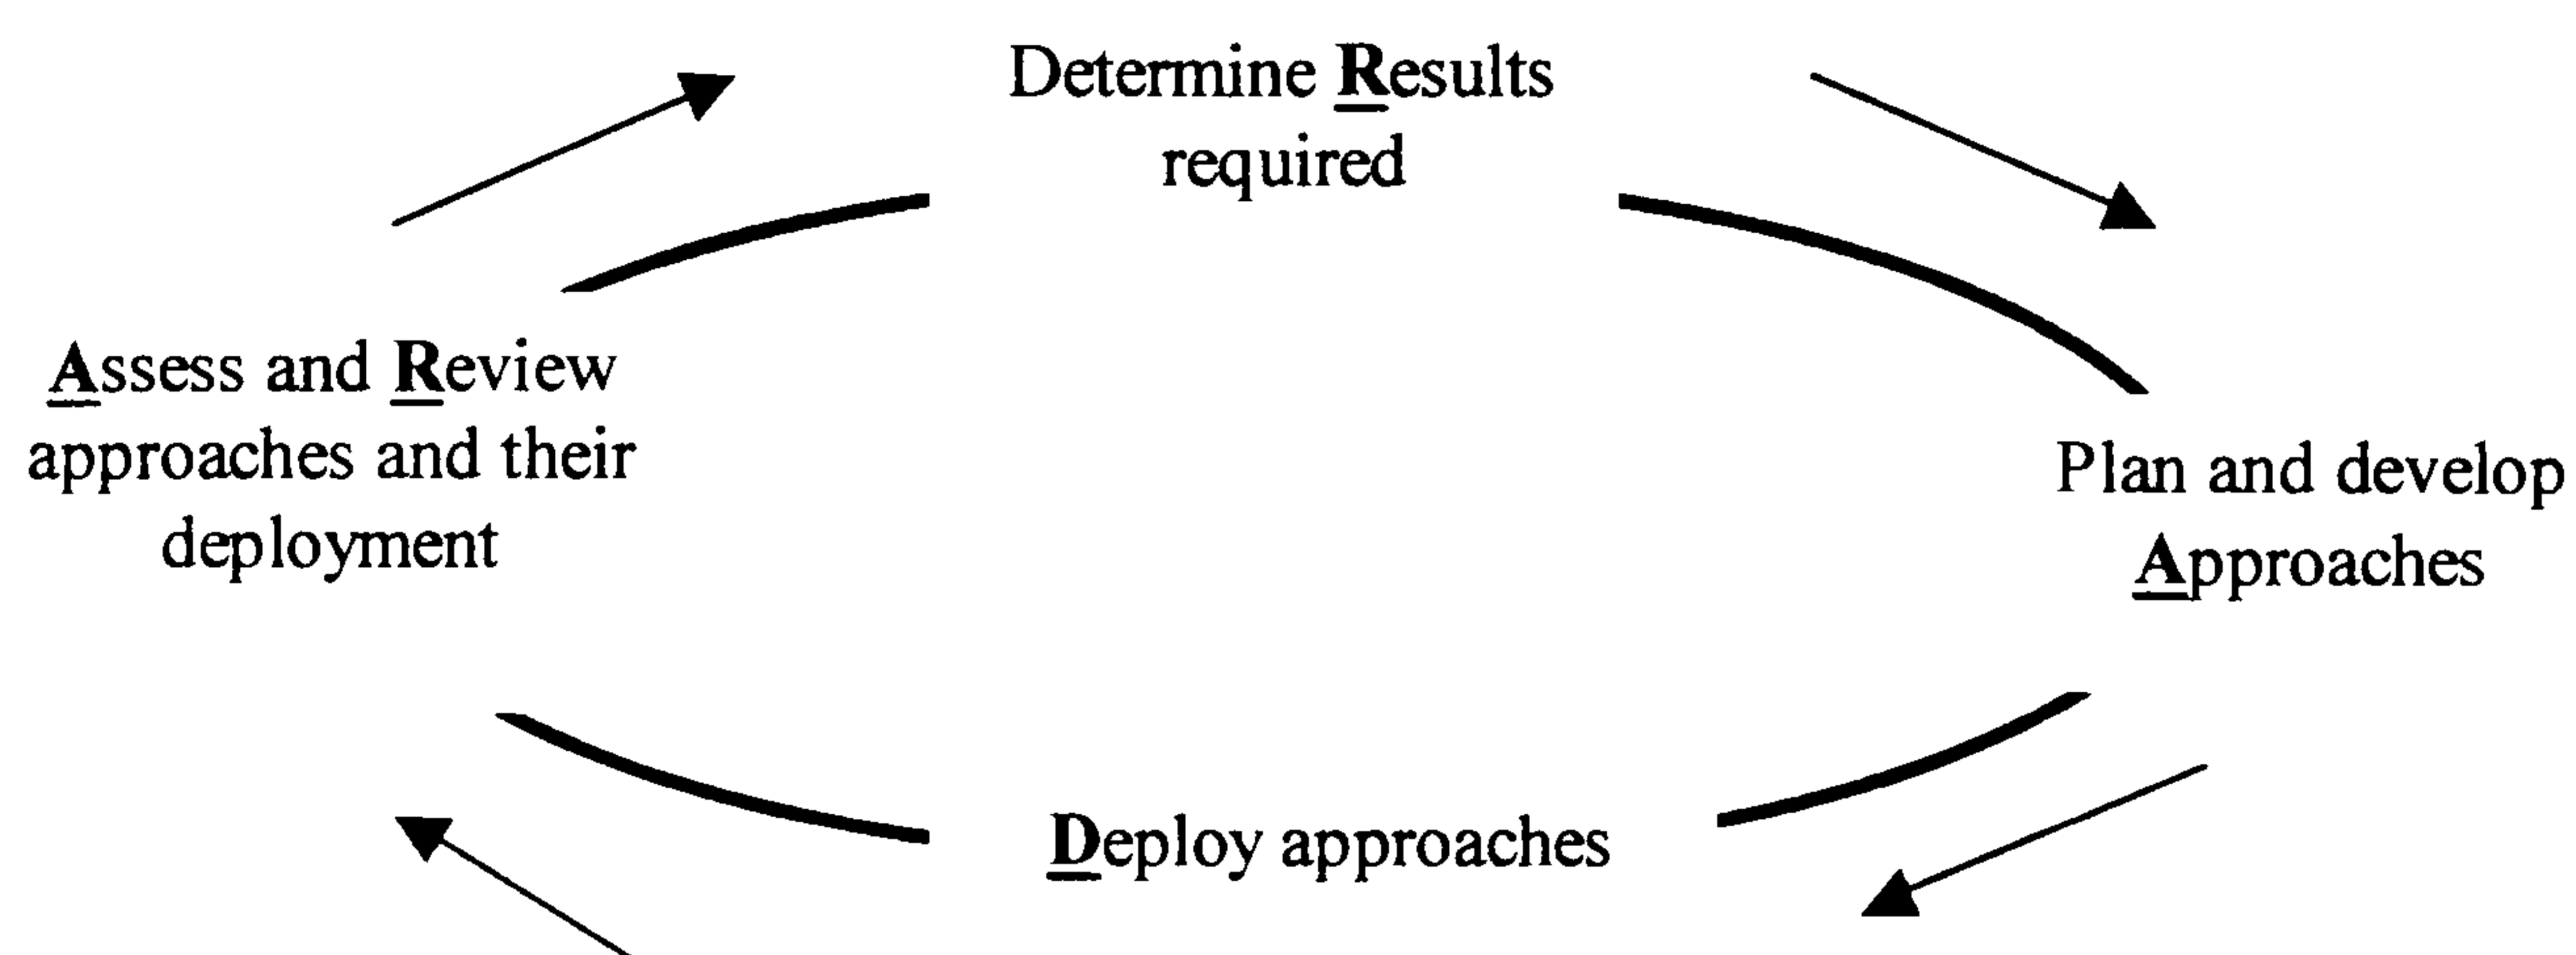 Determine Results
required
Assess and Review
approaches and their
deployment
Plan and develop
Approaches
Deploy approaches